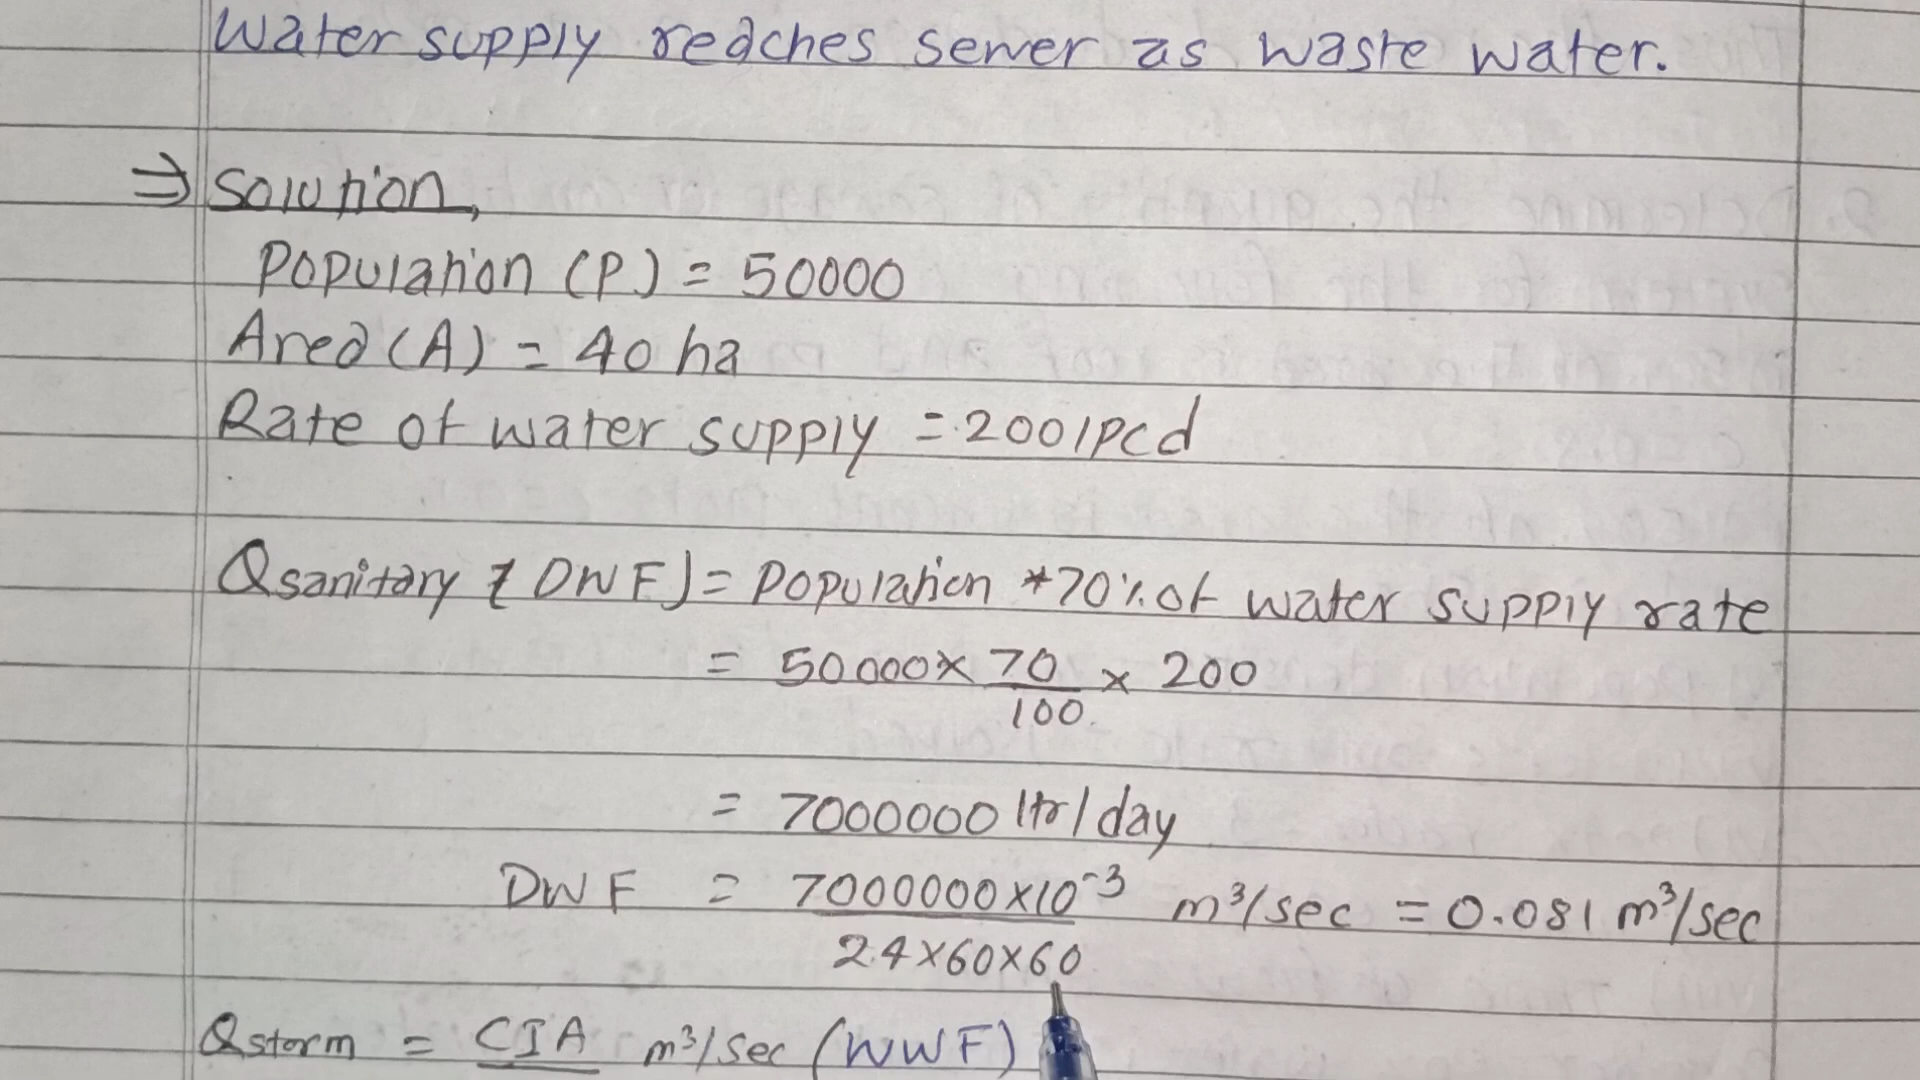 Water supply reaches sewer as waste water.
⇒ Solution,
Population (P) = 50000
Area (A) = 40 ha
Rate of water supply = 200 lpcd
Qsanitary { DWF } = Population * 70% of water supply rate
= 50000 × 70/100 × 200
= 7000000 ltr/day
DWF = 7000000×10⁻³ / 24×60×60 m³/sec = 0.081 m³/sec
Qstorm = CIA m³/sec (WWF)